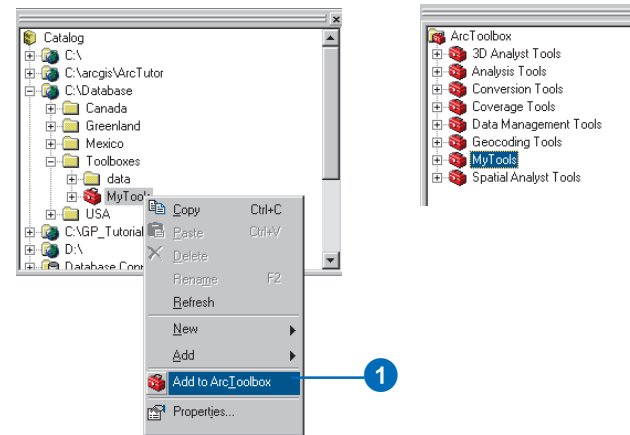 Catalog
C:\
C:\arcgis\ArcTutor
C:\Database
Canada
Greenland
Mexico
Toolboxes
data
MyTools
USA
C:\GP_Tutorial
D:\
Copy Ctrl+C
Paste Ctrl+V
Delete
Rename F2
Refresh
New
Add
Add to ArcToolbox
Properties...
1
ArcToolbox
3D Analyst Tools
Analysis Tools
Conversion Tools
Coverage Tools
Data Management Tools
Geocoding Tools
MyTools
Spatial Analyst Tools